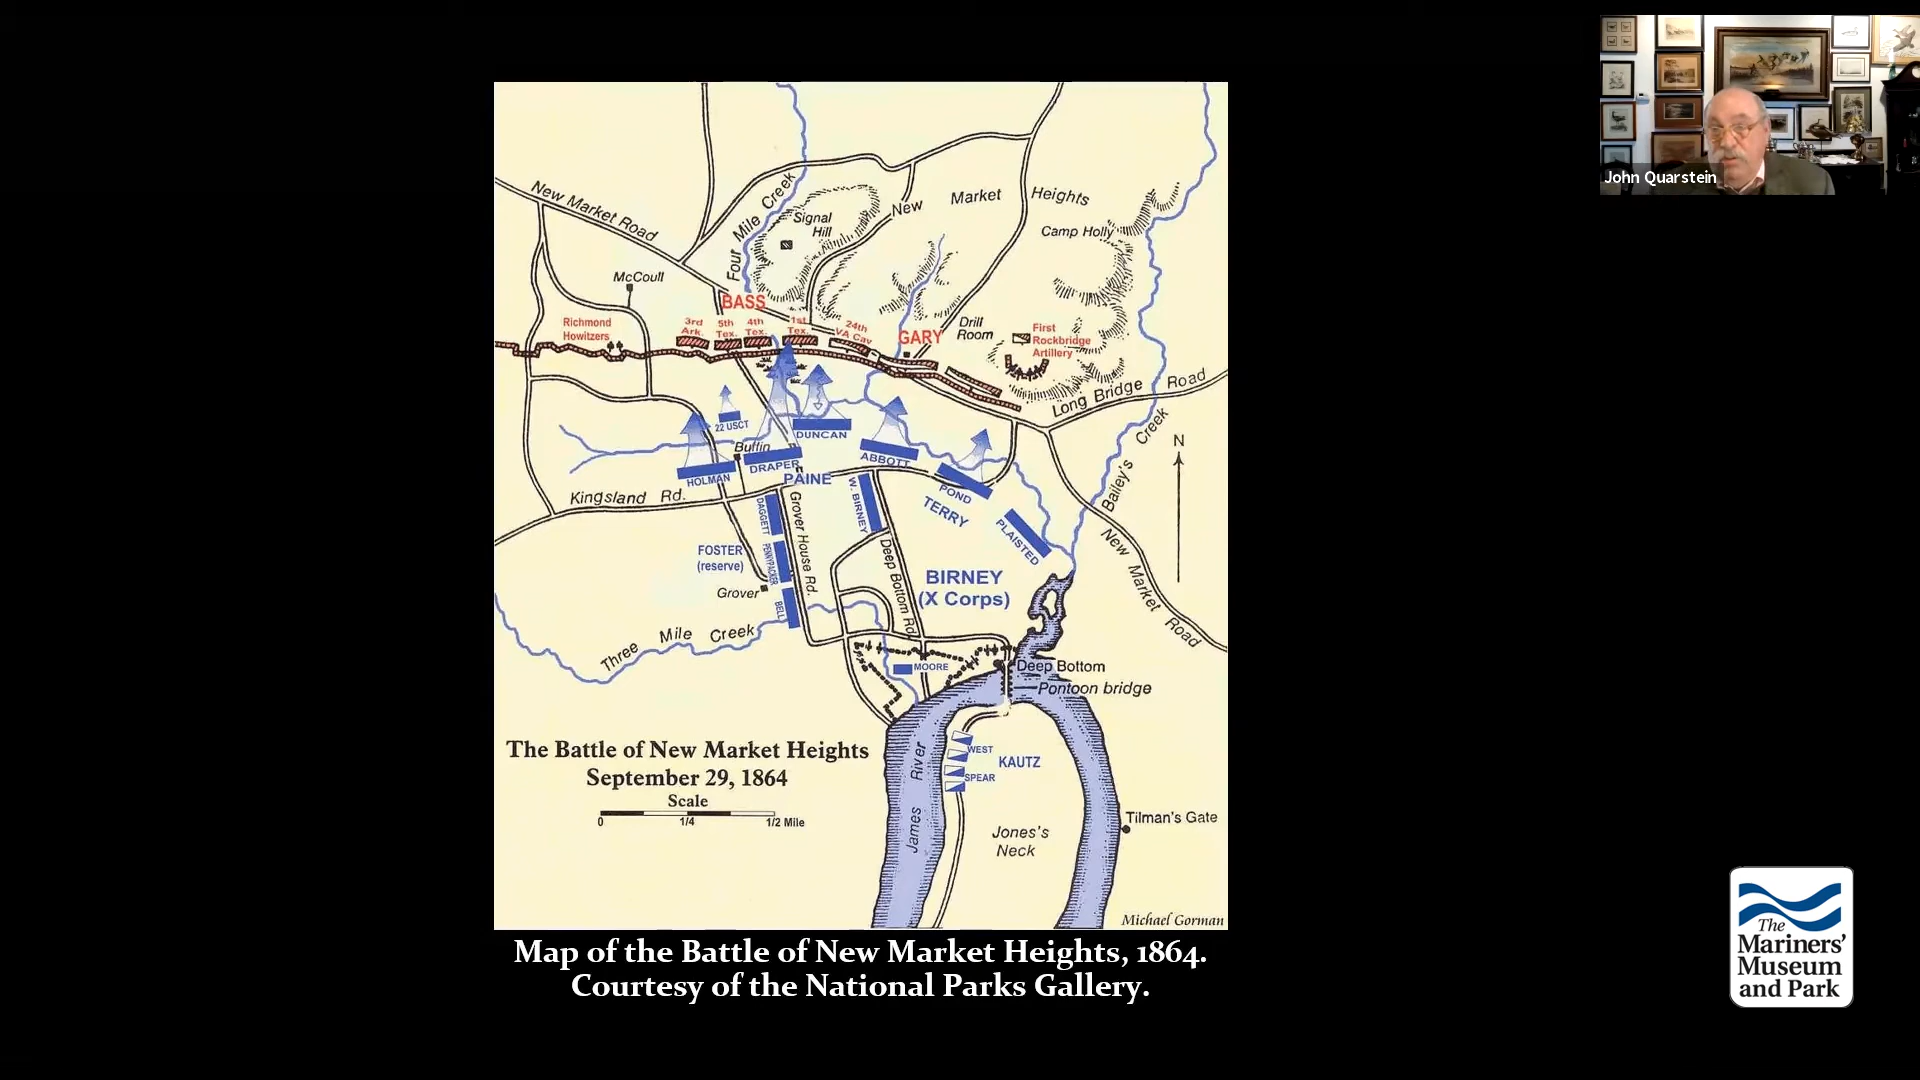 John Quarstein
New Market Road
Four Mile Creek
Signal
Hill
New Market Heights
Camp Holly
McCoull
BASS
Richmond
Howitzers
3rd
Ark.
5th
Tex.
4th
Tex.
1st
Tex.
24th
VA Cav
GARY
Drill
Room
First
Rockbridge
Artillery
Long Bridge Road
Bailey's Creek
N
22 USCT
DUNCAN
Buffin
HOLMAN
DRAPER
PAINE
ABBOTT
POND
TERRY
PLAISTED
Kingsland Rd.
DAGGETT
PENNYPACKER
BELL
Grover House Rd.
W. BIRNEY
Deep Bottom Rd
New Market Road
FOSTER
(reserve)
Grover
BIRNEY
(X Corps)
Three Mile Creek
MOORE
Deep Bottom
Pontoon bridge
The Battle of New Market Heights
September 29, 1864
Scale
0 1/4 1/2 Mile
James River
WEST
SPEAR
KAUTZ
Jones's
Neck
Tilman's Gate
Michael Gorman
Map of the Battle of New Market Heights, 1864.
Courtesy of the National Parks Gallery.
The
Mariners'
Museum
and Park